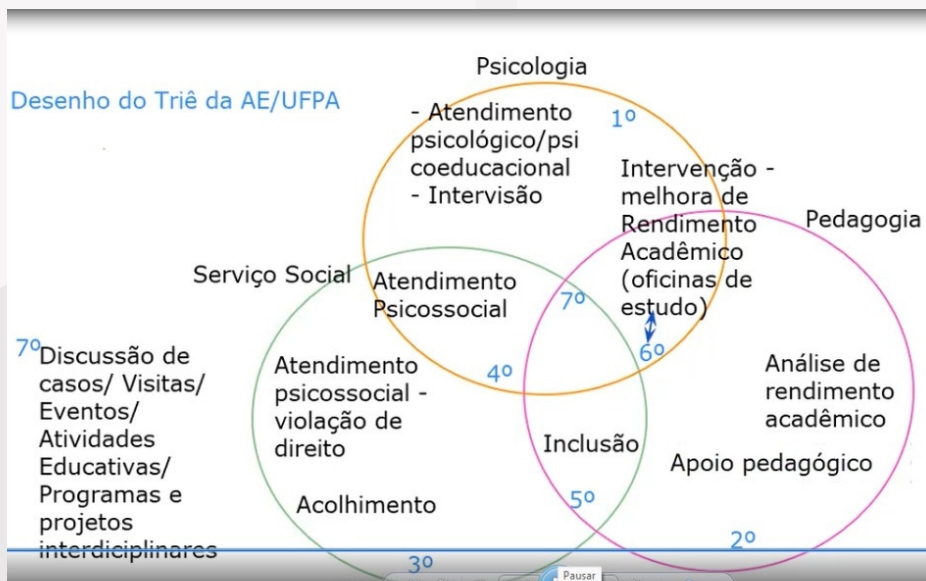 Psicologia
Desenho do Triê da AE/UFPA
- Atendimento
psicológico/psi
coeducacional
- Intervisão
1º
Intervenção -
melhora de
Rendimento
Acadêmico
(oficinas de
estudo)
Pedagogia
Serviço Social
Atendimento
Psicossocial
7º
6º
4º
7º
Discussão de
casos/ Visitas/
Eventos/
Atividades
Educativas/
Programas e
projetos
interdiciplinares
Atendimento
psicossocial -
violação de
direito
Acolhimento
3º
Inclusão
5º
Análise de
rendimento
acadêmico
Apoio pedagógico
2º
Pausar